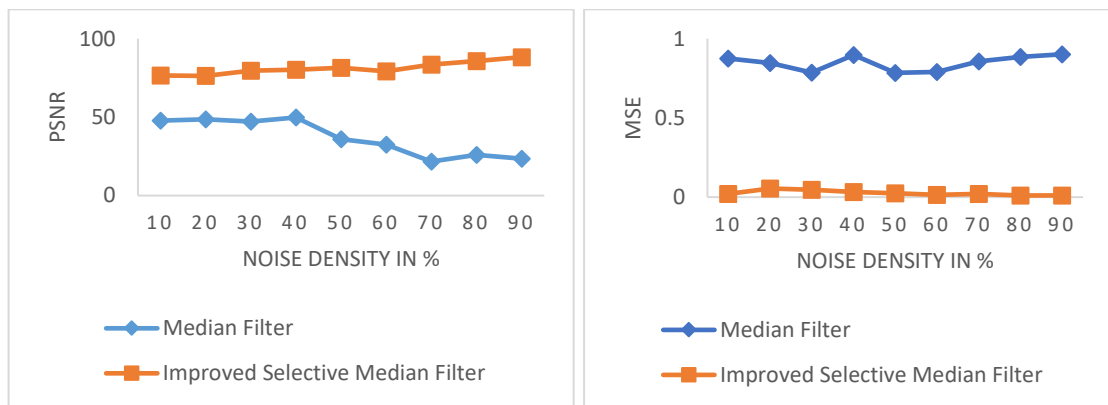 100
50
0
PSNR
10 20 30 40 50 60 70 80 90
NOISE DENSITY IN %
Median Filter
Improved Selective Median Filter
1
0.5
0
MSE
10 20 30 40 50 60 70 80 90
NOISE DENSITY IN %
Median Filter
Improved Selective Median Filter